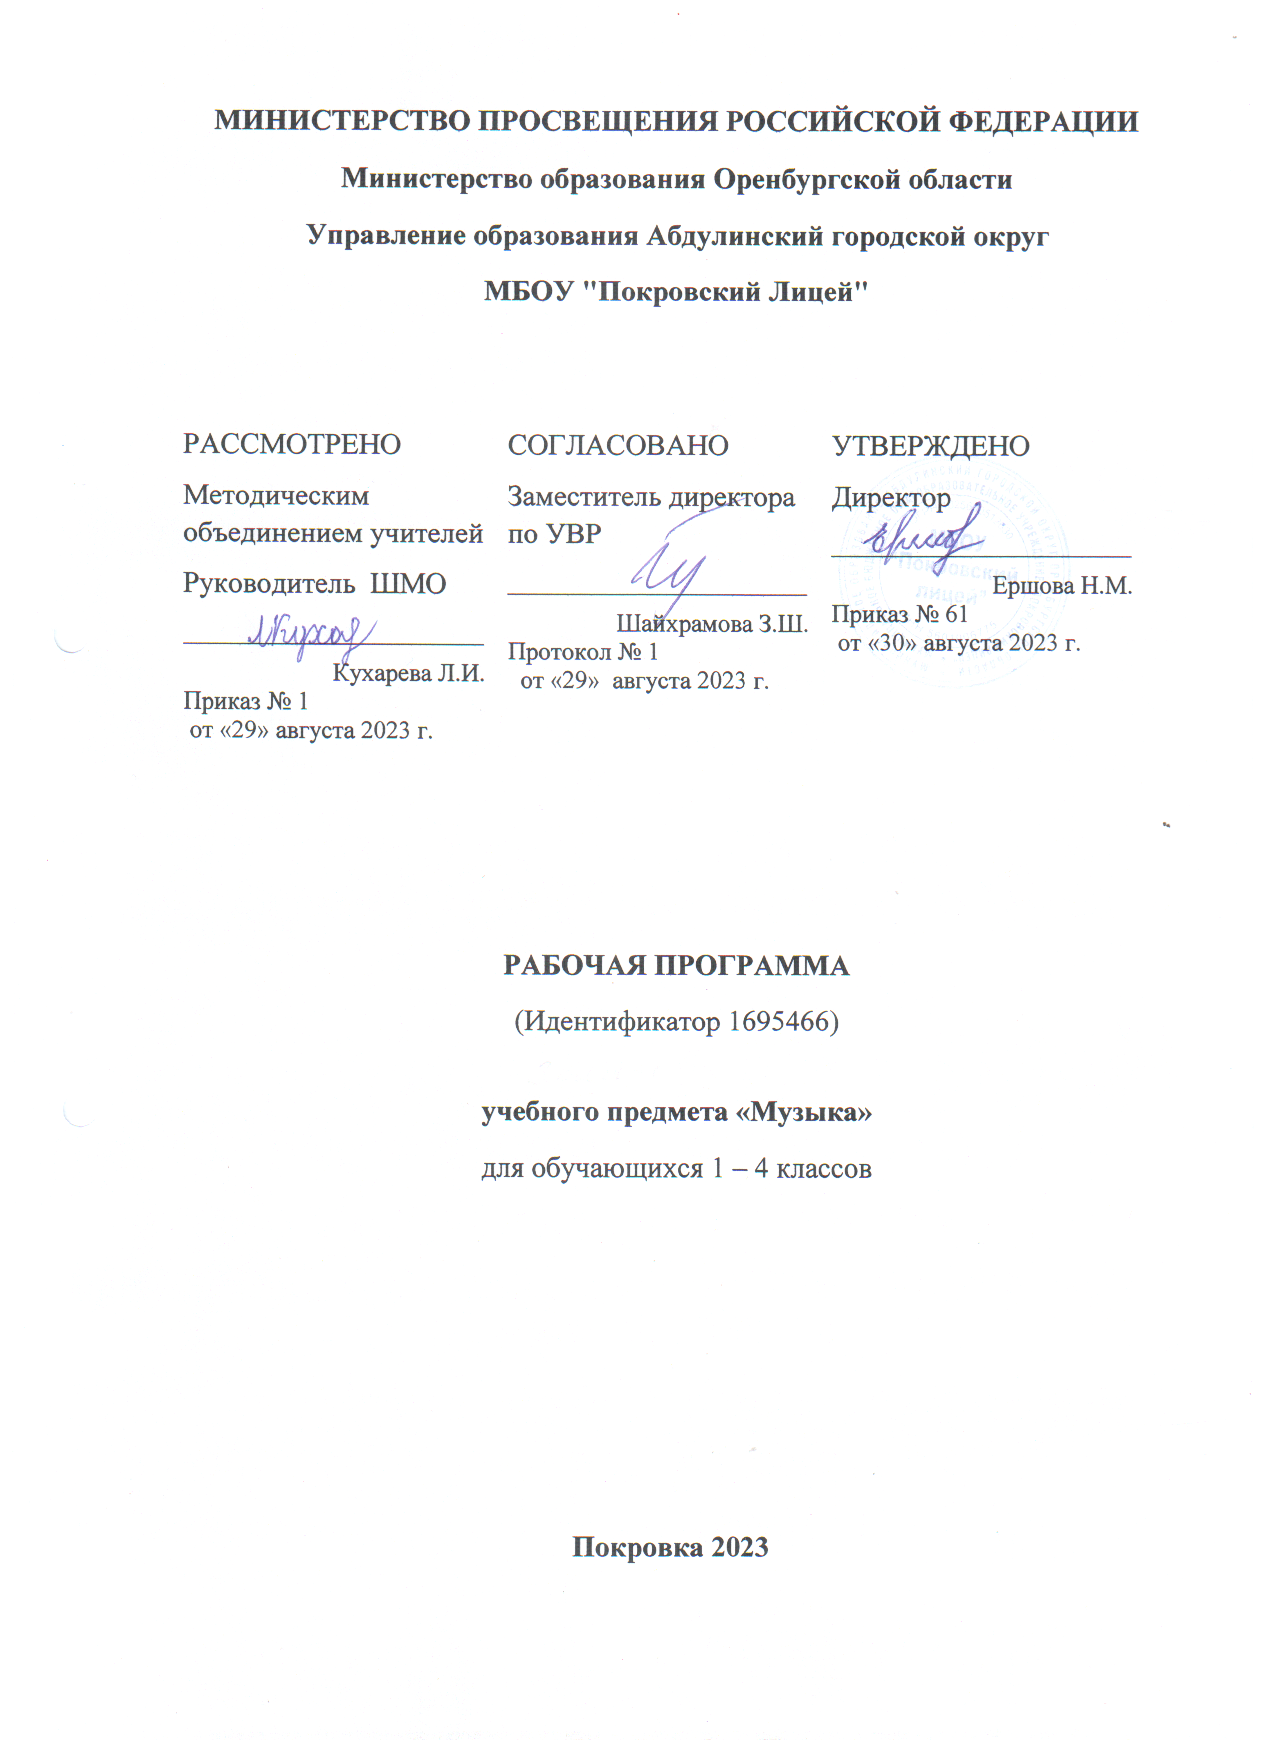 МИНИСТЕРСТВО ПРОСВЕЩЕНИЯ РОССИЙСКОЙ ФЕДЕРАЦИИ
Министерство образования Оренбургской области
Управление образования Абдулинский городской округ
МБОУ "Покровский Лицей"
РАССМОТРЕНО
Методическим
объединением учителей
Руководитель  ШМО
Кухарева Л.И.
Приказ № 1
от «29» августа 2023 г.
СОГЛАСОВАНО
Заместитель директора
по УВР
Шайхрамова З.Ш.
Протокол № 1
от «29»  августа 2023 г.
УТВЕРЖДЕНО
Директор
"Покровский
лицей"
Ершова Н.М.
Приказ № 61
от «30» августа 2023 г.
РАБОЧАЯ ПРОГРАММА
(Идентификатор 1695466)
учебного предмета «Музыка»
для обучающихся 1 – 4 классов
Покровка 2023